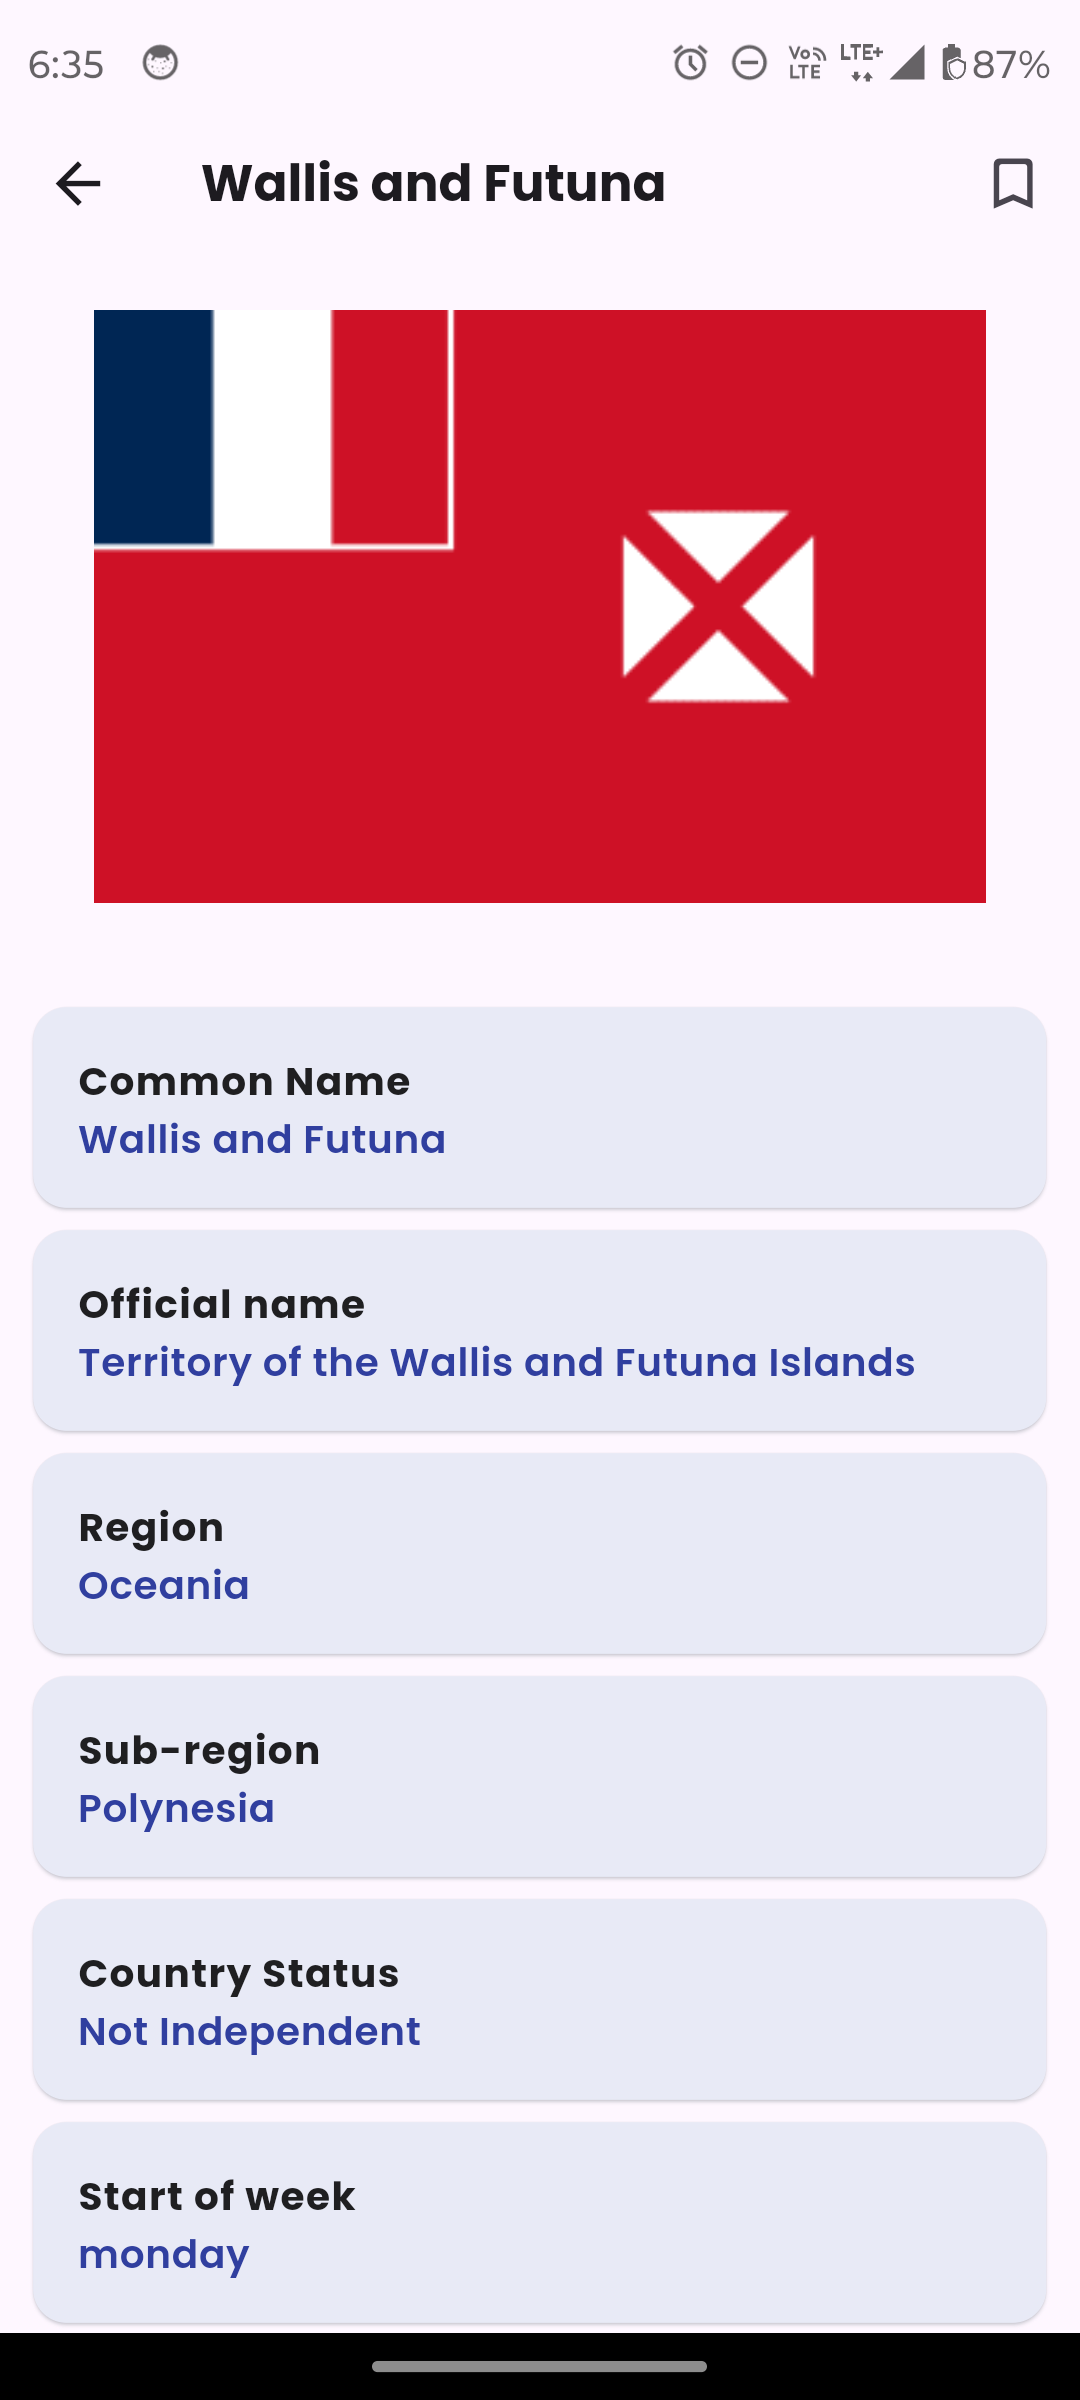 6:35
Vo LTE LTE+ 87%
Wallis and Futuna
Common Name
Wallis and Futuna
Official name
Territory of the Wallis and Futuna Islands
Region
Oceania
Sub-region
Polynesia
Country Status
Not Independent
Start of week
monday